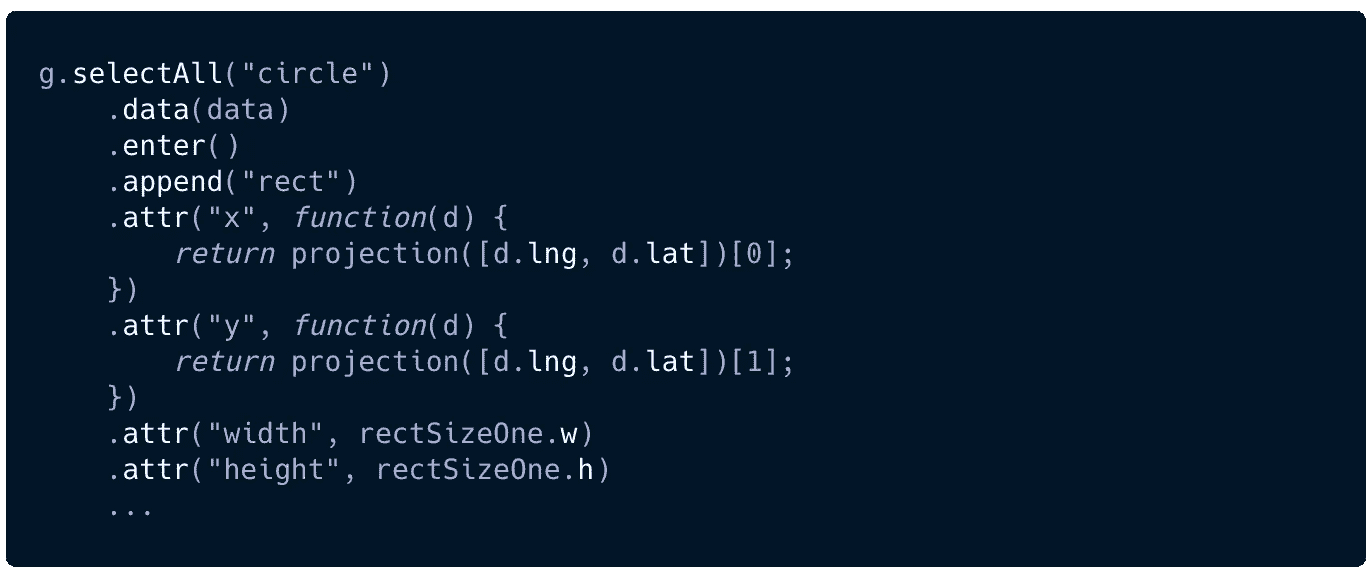 g.selectAll("circle")
    .data(data)
    .enter()
    .append("rect")
    .attr("x", function(d) {
        return projection([d.lng, d.lat])[0];
    })
    .attr("y", function(d) {
        return projection([d.lng, d.lat])[1];
    })
    .attr("width", rectSizeOne.w)
    .attr("height", rectSizeOne.h)
    ...